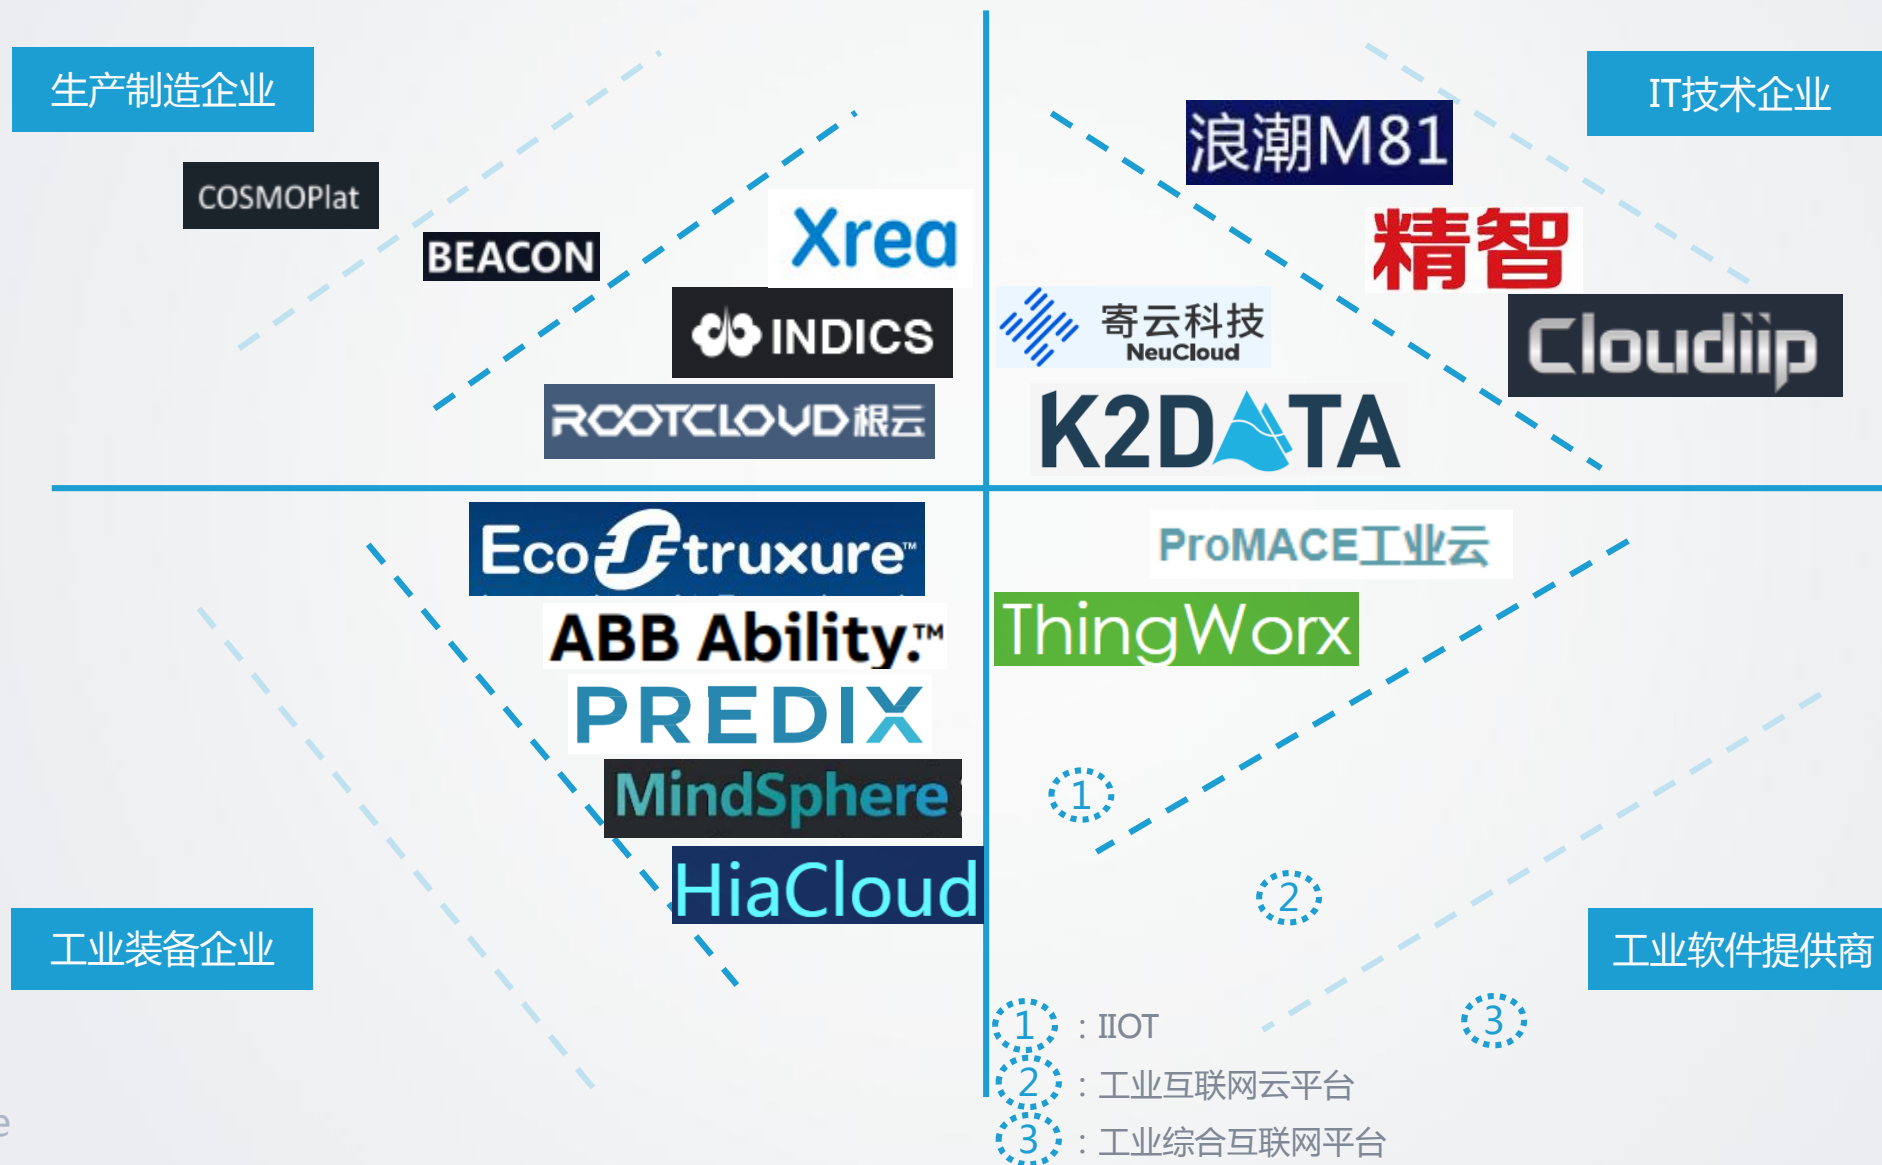 生产制造企业
IT技术企业
COSMOPlat
BEACON
Xrea
INDICS
ROOTCLOUD根云
浪潮M81
精智
寄云科技
NeuCloud
Cloudiip
K2DATA
EcoStruxure™
ABB Ability.™
PREDIX
MindSphere
HiaCloud
ProMACE工业云
ThingWorx
1
2
3
工业装备企业
工业软件提供商
1：IIOT
2：工业互联网云平台
3：工业综合互联网平台
e